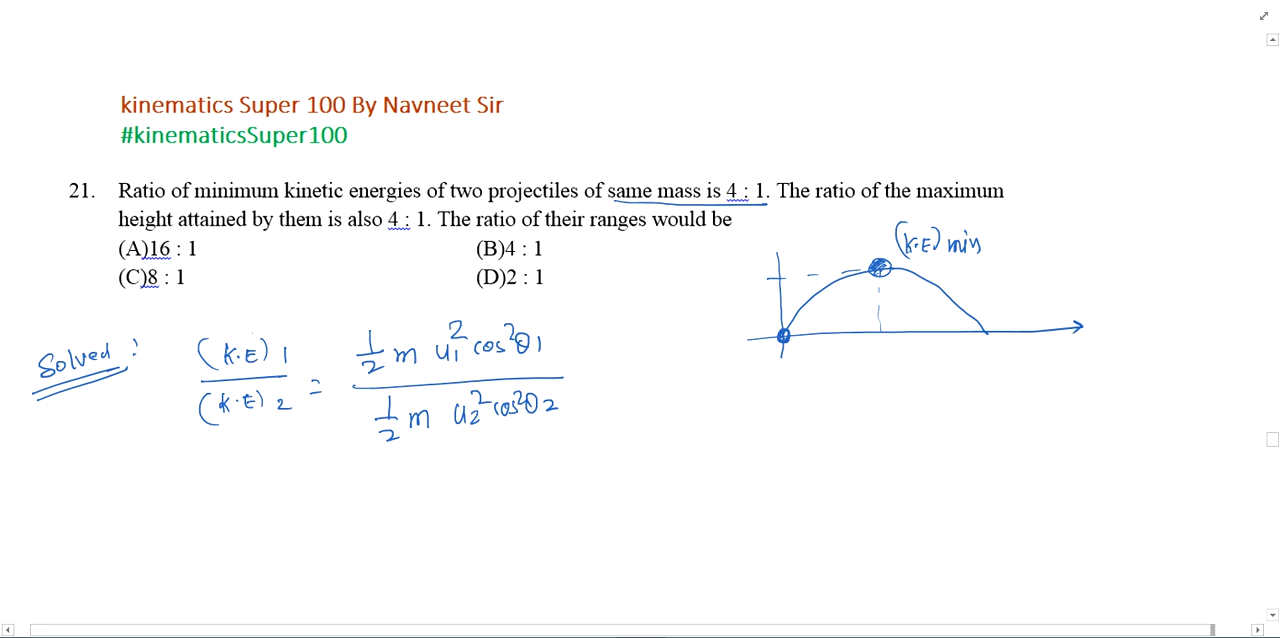 kinematics Super 100 By Navneet Sir
#kinematicsSuper100
21. Ratio of minimum kinetic energies of two projectiles of same mass is 4 : 1. The ratio of the maximum
height attained by them is also 4 : 1. The ratio of their ranges would be
(A)16 : 1 (B)4 : 1
(C)8 : 1 (D)2 : 1
(K.E) min
Solved :
(K.E) 1 / (K.E) 2 = 1/2 m u₁² cos²θ1 / 1/2 m u₂² cos²θ2